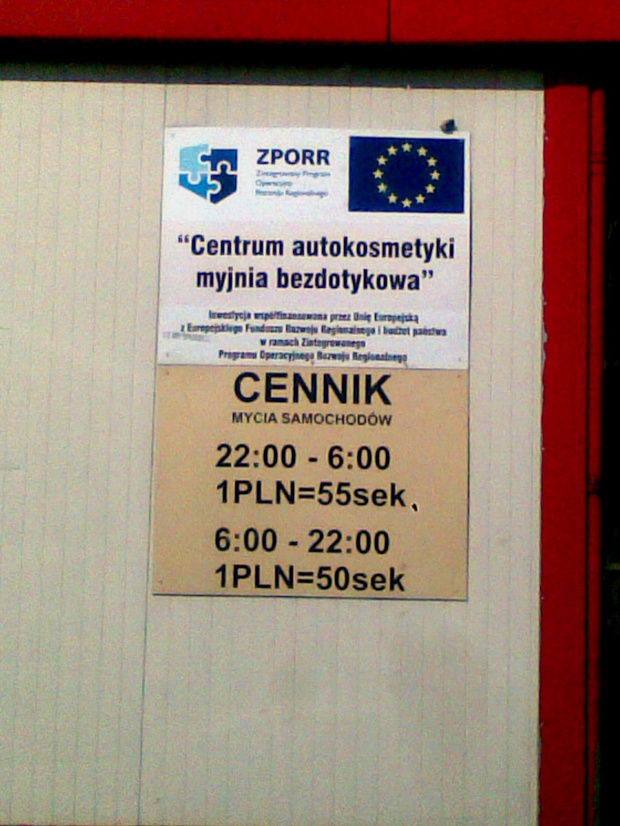 ZPORR
Zintegrowany Program
Operacyjny
Rozwoju Regionalnego
"Centrum autokosmetyki
myjnia bezdotykowa"
Inwestycja współfinansowana przez Unię Europejską
z Europejskiego Funduszu Rozwoju Regionalnego i budżet państwa
w ramach Zintegrowanego
Programu Operacyjnego Rozwoju Regionalnego
CENNIK
MYCIA SAMOCHODÓW
22:00 - 6:00
1PLN=55sek
6:00 - 22:00
1PLN=50sek